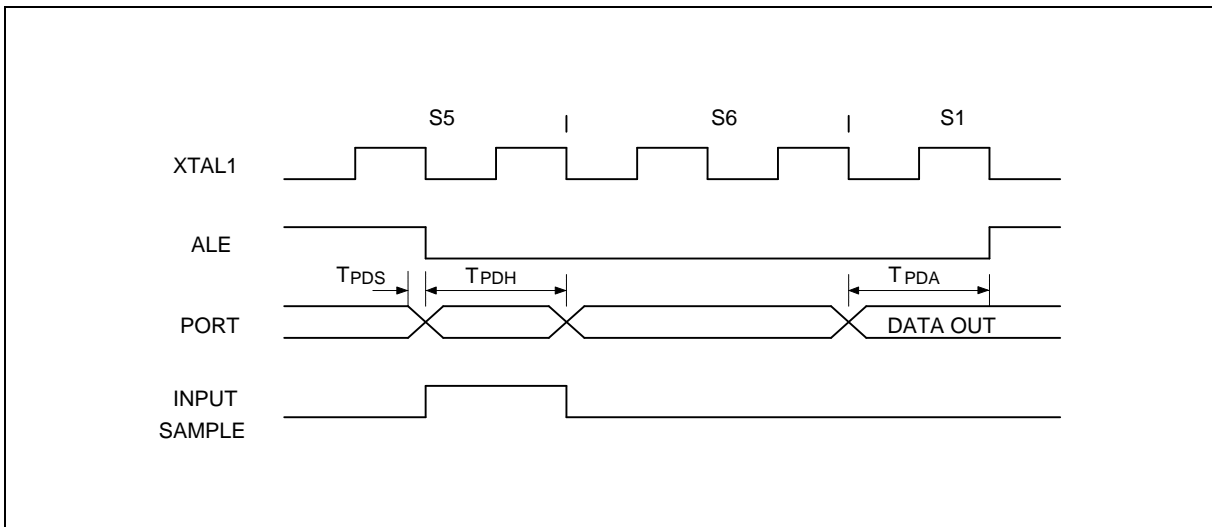 S5 | S6 | S1
XTAL1
ALE
TPDS TPDH TPDA
PORT DATA OUT
INPUT
SAMPLE